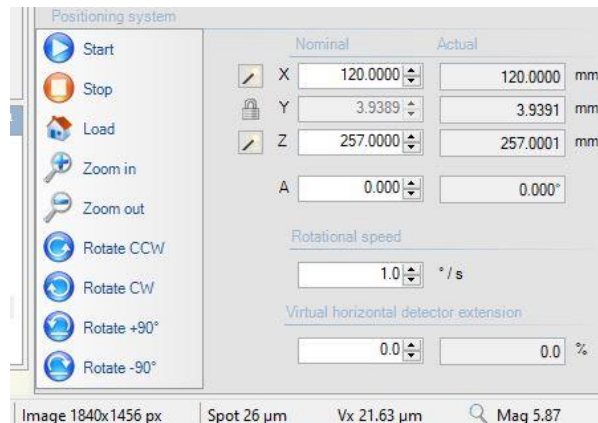 Positioning system
Start
Stop
Load
Zoom in
Zoom out
Rotate CCW
Rotate CW
Rotate +90°
Rotate -90°
Nominal Actual
X 120.0000 120.0000 mm
Y 3.9389 3.9391 mm
Z 257.0000 257.0001 mm
A 0.000 0.000°
Rotational speed
1.0 ° / s
Virtual horizontal detector extension
0.0 0.0 %
Image 1840x1456 px Spot 26 µm Vx 21.63 µm Mag 5.87